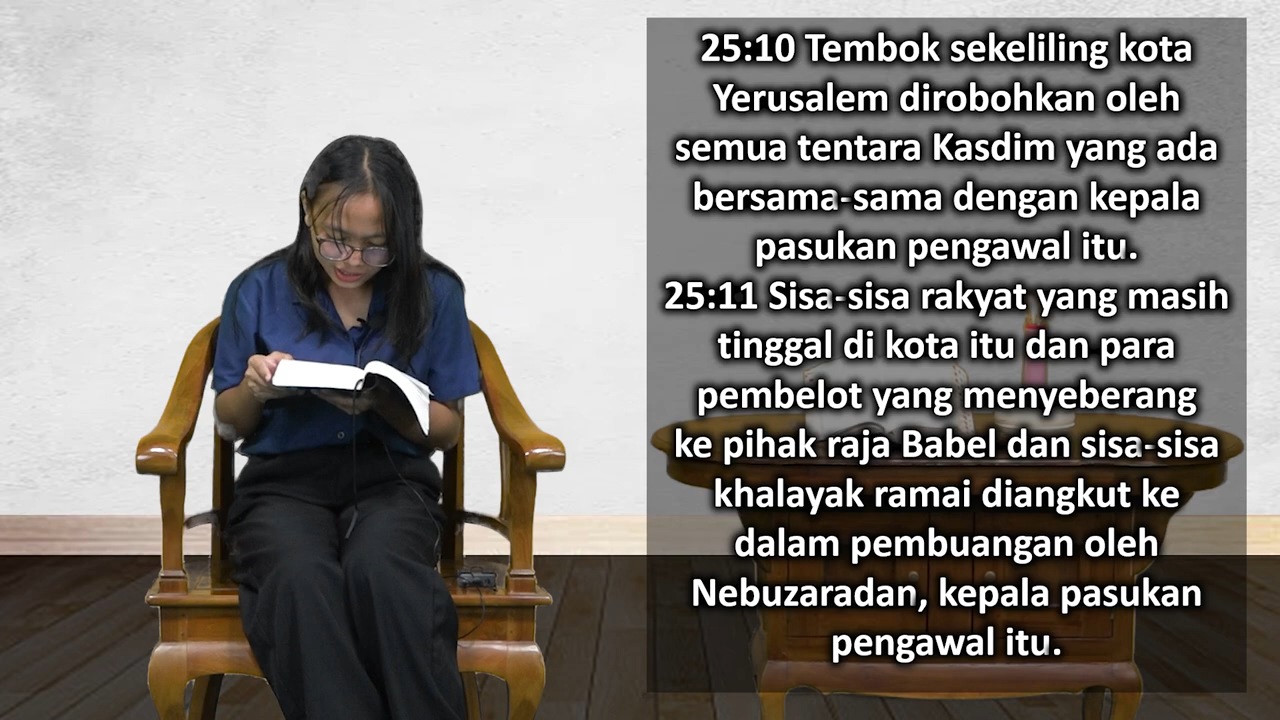 25:10 Tembok sekeliling kota
Yerusalem dirobohkan oleh
semua tentara Kasdim yang ada
bersama-sama dengan kepala
pasukan pengawal itu.
25:11 Sisa-sisa rakyat yang masih
tinggal di kota itu dan para
pembelot yang menyeberang
ke pihak raja Babel dan sisa-sisa
khalayak ramai diangkut ke
dalam pembuangan oleh
Nebuzaradan, kepala pasukan
pengawal itu.